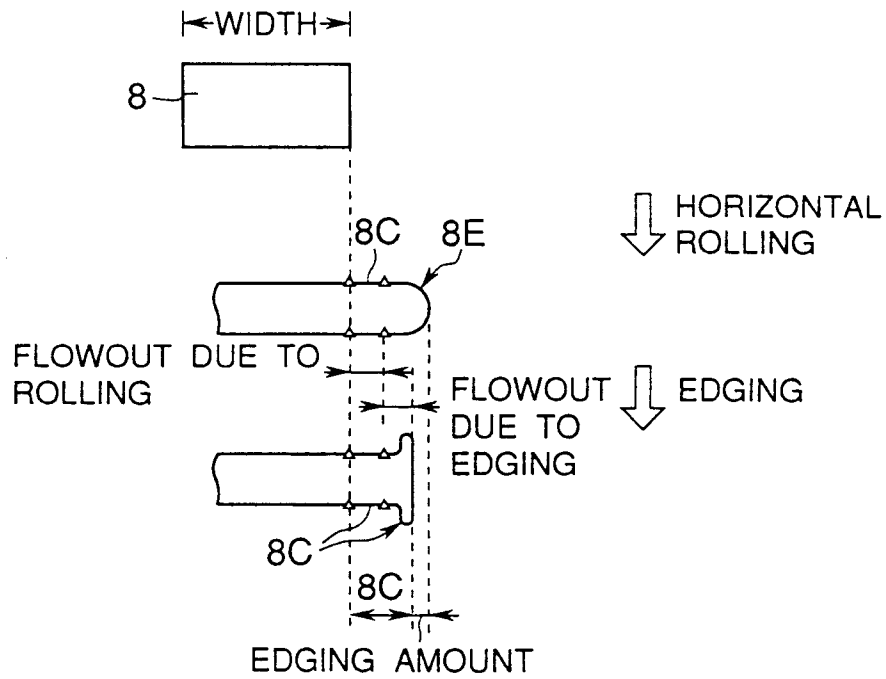 WIDTH
8
HORIZONTAL
ROLLING
8C
8E
FLOWOUT DUE TO
ROLLING
FLOWOUT
DUE TO
EDGING
EDGING
8C
8C
EDGING AMOUNT